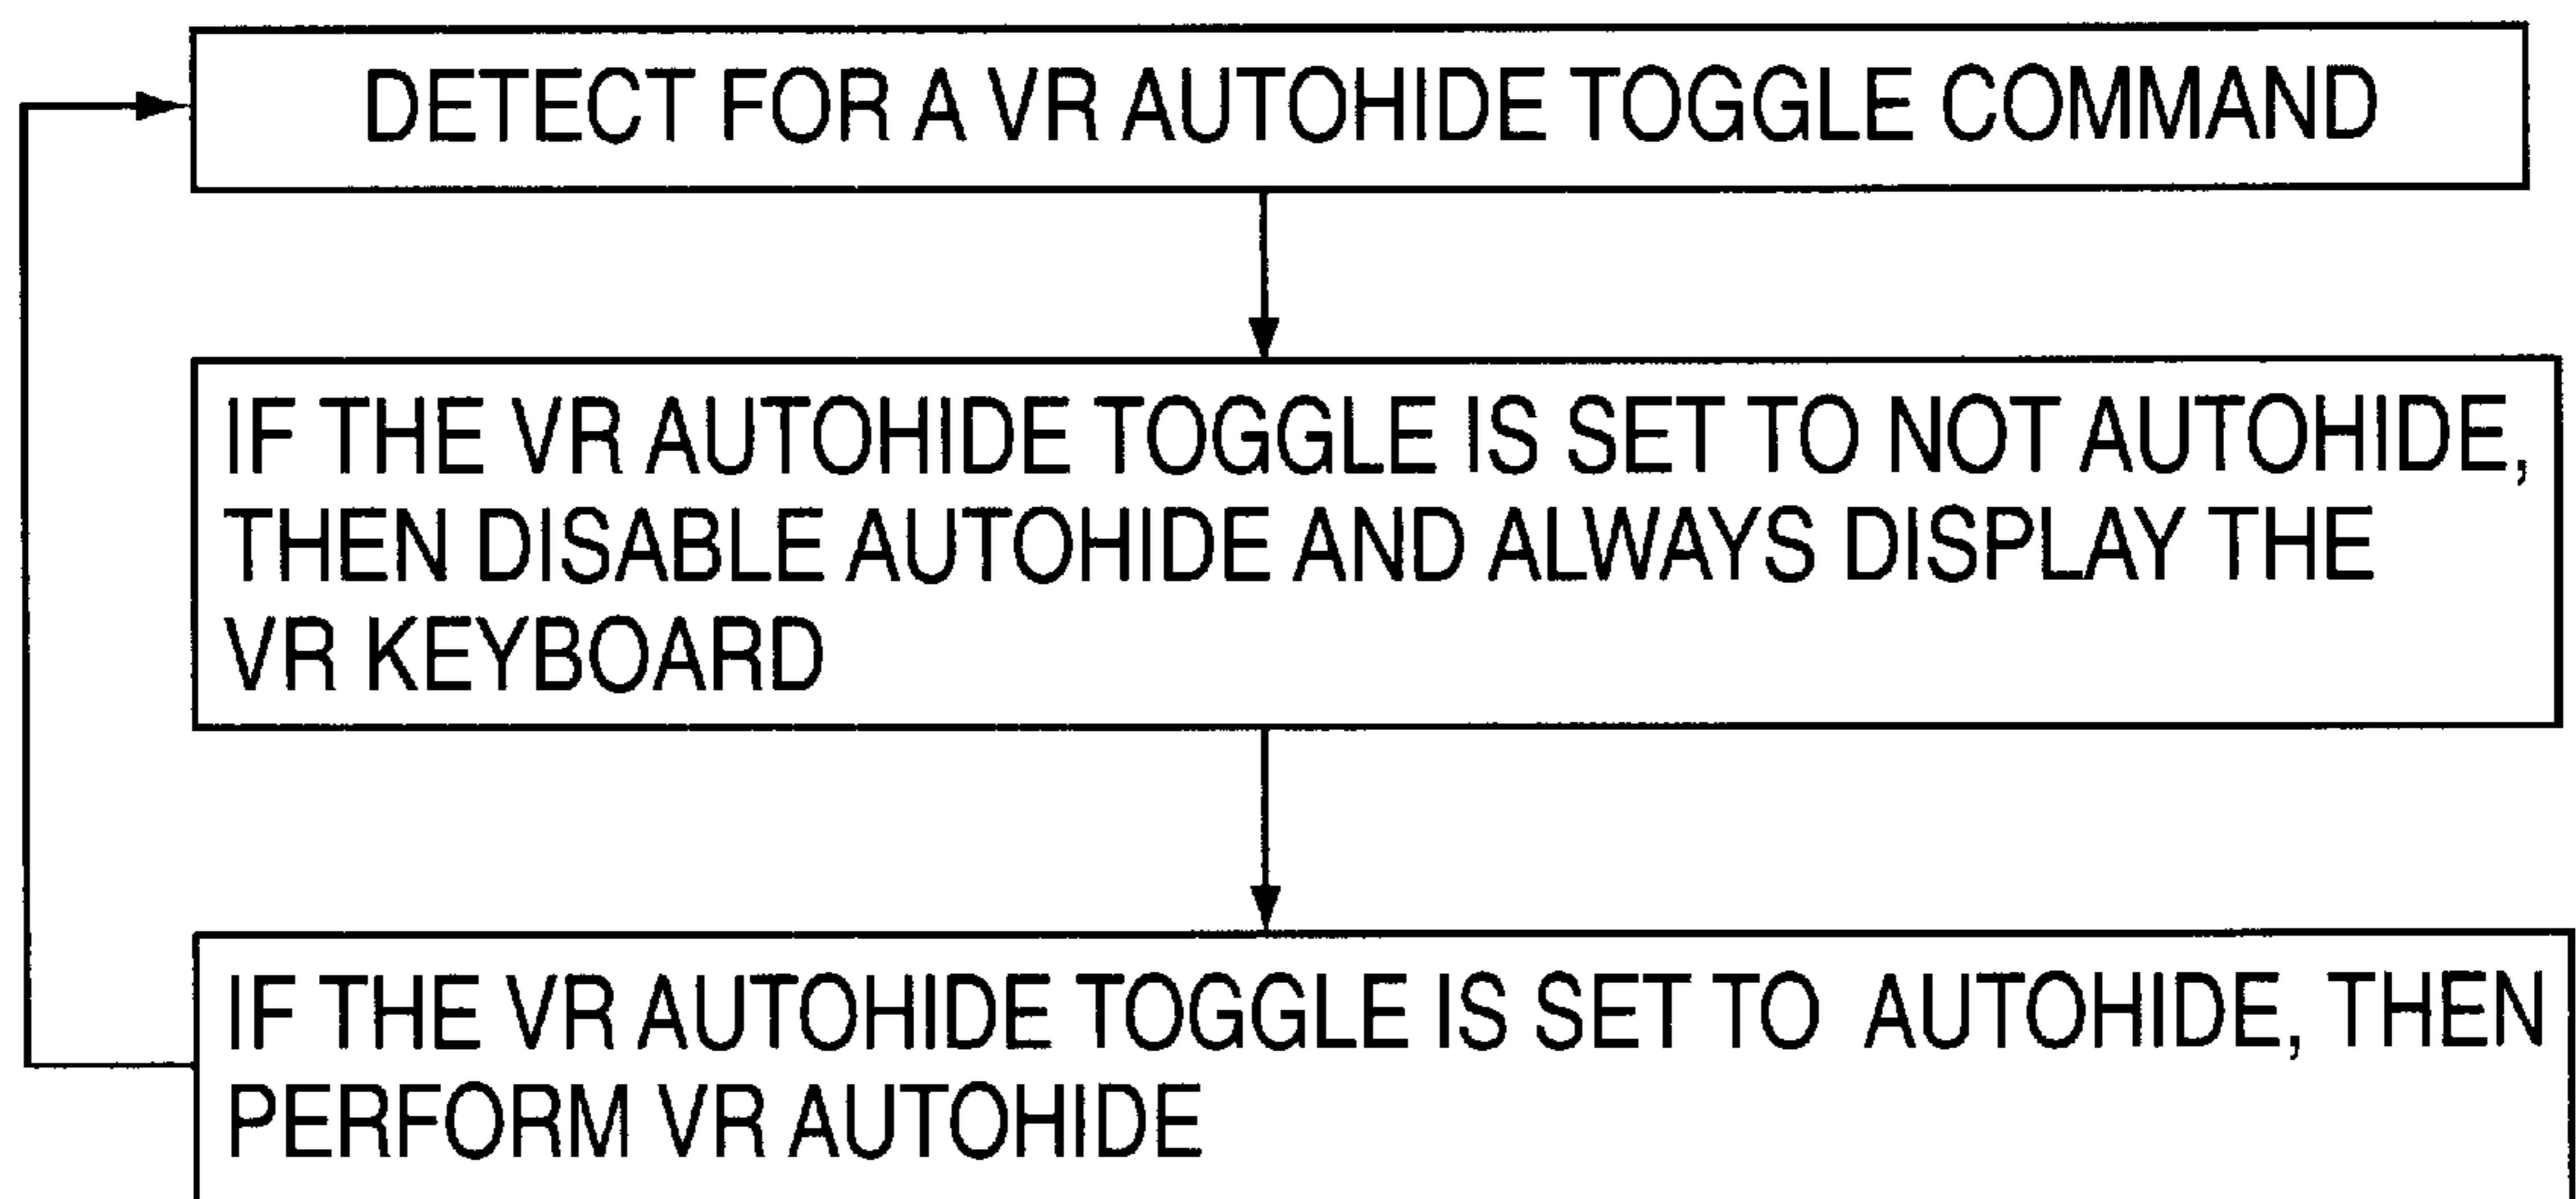 DETECT FOR A VR AUTOHIDE TOGGLE COMMAND
IF THE VR AUTOHIDE TOGGLE IS SET TO NOT AUTOHIDE,
THEN DISABLE AUTOHIDE AND ALWAYS DISPLAY THE
VR KEYBOARD
IF THE VR AUTOHIDE TOGGLE IS SET TO AUTOHIDE, THEN
PERFORM VR AUTOHIDE